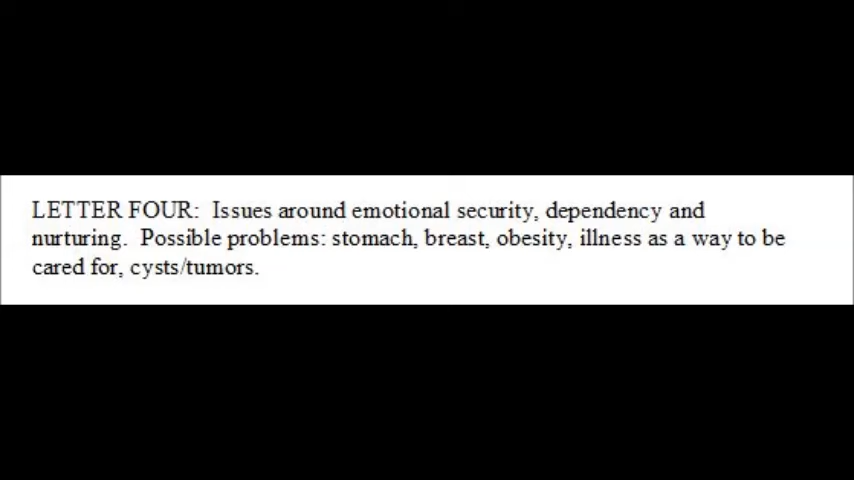 LETTER FOUR:  Issues around emotional security, dependency and
nurturing.  Possible problems: stomach, breast, obesity, illness as a way to be
cared for, cysts/tumors.